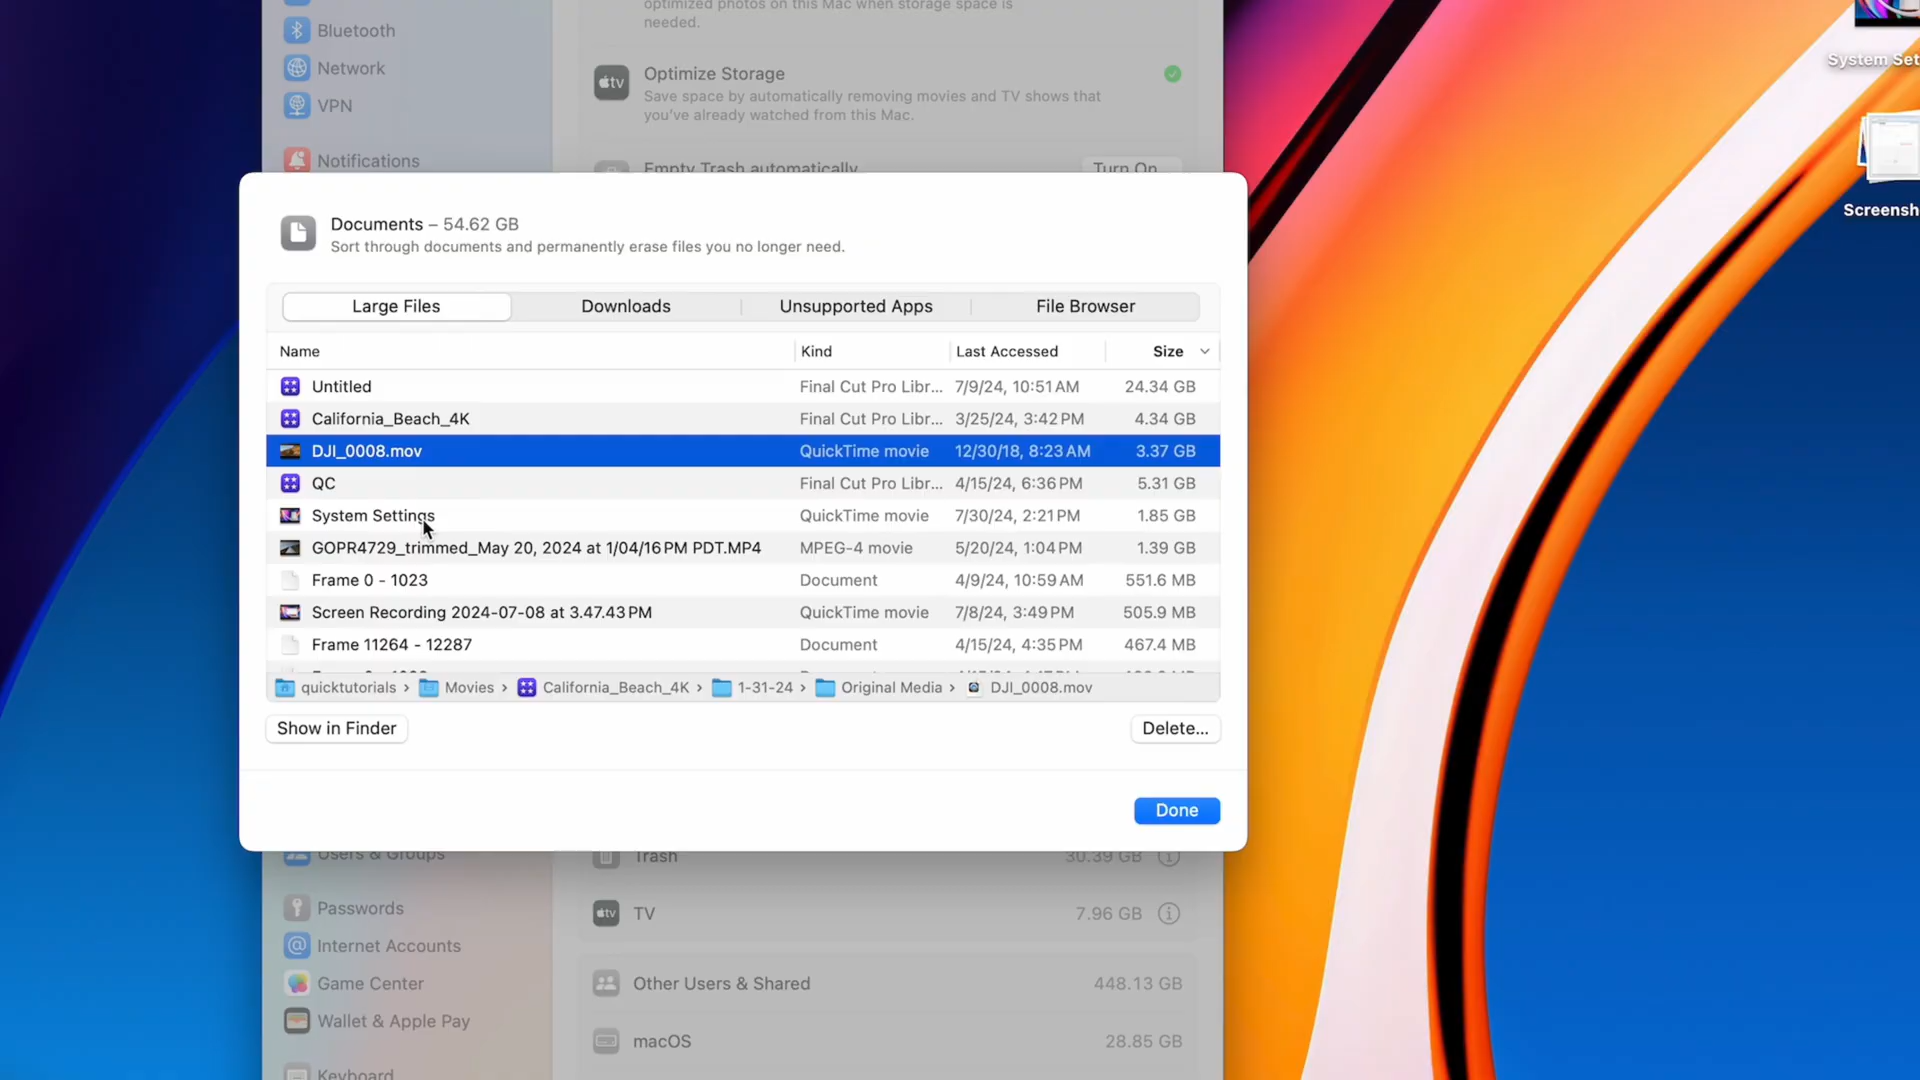 optimized photos on this Mac when storage space is
needed.
Bluetooth
Network
VPN
Notifications
Optimize Storage
Save space by automatically removing movies and TV shows that
you've already watched from this Mac.
Empty Trash automatically
Turn On
System Set
Screensh
Documents – 54.62 GB
Sort through documents and permanently erase files you no longer need.
Large Files Downloads Unsupported Apps File Browser
Name Kind Last Accessed Size
Untitled Final Cut Pro Libr... 7/9/24, 10:51 AM 24.34 GB
California_Beach_4K Final Cut Pro Libr... 3/25/24, 3:42 PM 4.34 GB
DJI_0008.mov QuickTime movie 12/30/18, 8:23 AM 3.37 GB
QC Final Cut Pro Libr... 4/15/24, 6:36 PM 5.31 GB
System Settings QuickTime movie 7/30/24, 2:21 PM 1.85 GB
GOPR4729_trimmed_May 20, 2024 at 1/04/16 PM PDT.MP4 MPEG-4 movie 5/20/24, 1:04 PM 1.39 GB
Frame 0 - 1023 Document 4/9/24, 10:59 AM 551.6 MB
Screen Recording 2024-07-08 at 3.47.43 PM QuickTime movie 7/8/24, 3:49 PM 505.9 MB
Frame 11264 - 12287 Document 4/15/24, 4:35 PM 467.4 MB
quicktutorials › Movies › California_Beach_4K › 1-31-24 › Original Media › DJI_0008.mov
Show in Finder Delete...
Done
Users & Groups
Passwords
Internet Accounts
Game Center
Wallet & Apple Pay
Keyboard
Trash 30.39 GB
tv TV 7.96 GB
Other Users & Shared 448.13 GB
macOS 28.85 GB